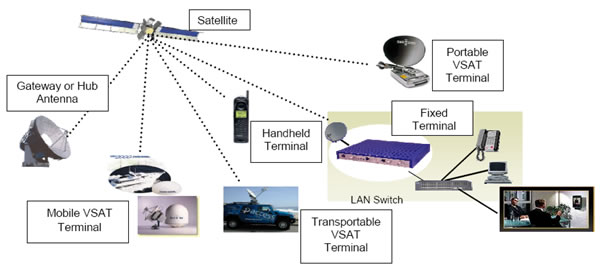 Satellite
Portable
VSAT
Terminal
Gateway or Hub
Antenna
Fixed
Terminal
Handheld
Terminal
LAN Switch
Mobile VSAT
Terminal
Transportable
VSAT
Terminal